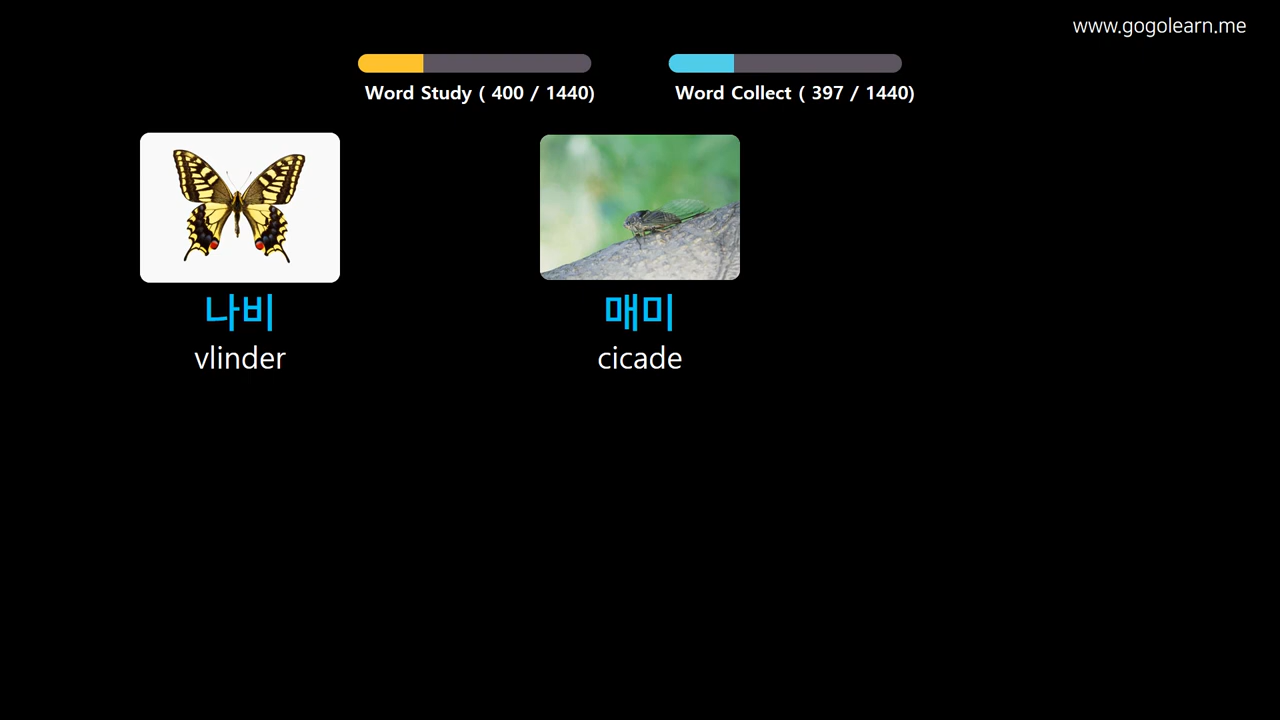 www.gogolearn.me
Word Study ( 400 / 1440)
Word Collect ( 397 / 1440)
나비
vlinder
매미
cicade